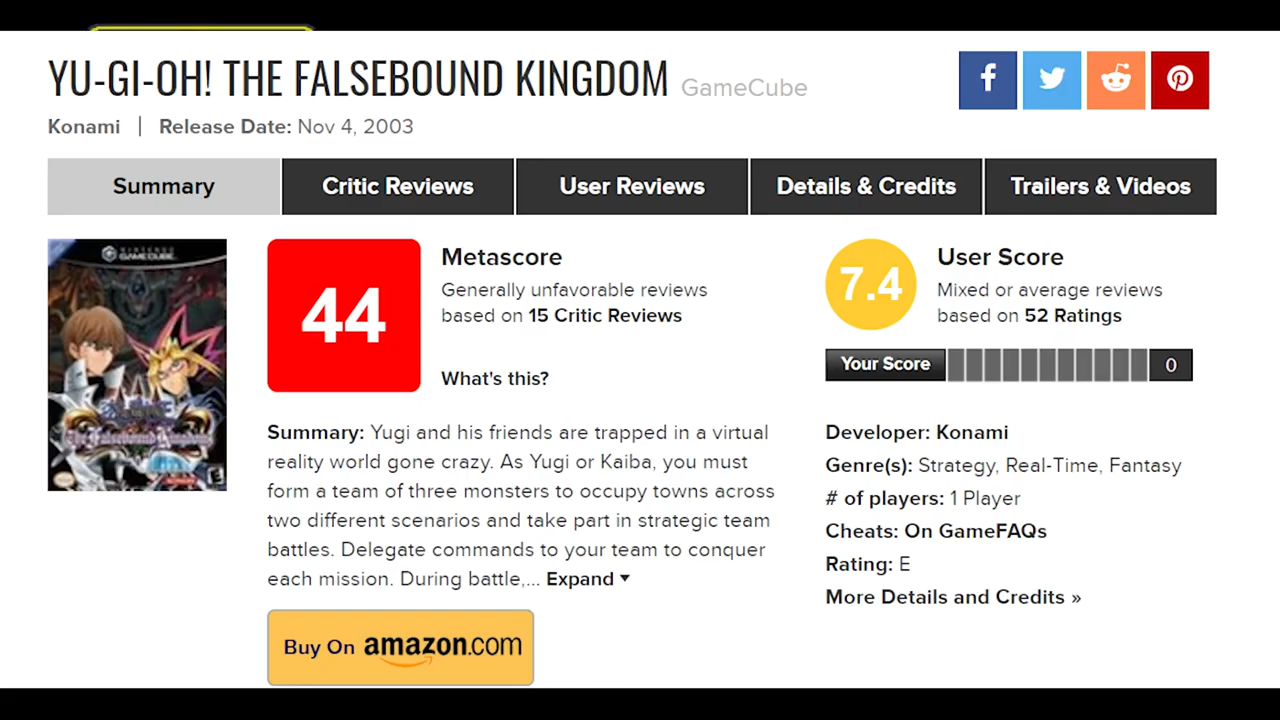 YU-GI-OH! THE FALSEBOUND KINGDOM GameCube
Konami | Release Date: Nov 4, 2003
Summary Critic Reviews User Reviews Details & Credits Trailers & Videos
NINTENDO
GAMECUBE
The Falsebound Kingdom
KONAMI
44
Metascore
Generally unfavorable reviews
based on 15 Critic Reviews
What's this?
Summary: Yugi and his friends are trapped in a virtual
reality world gone crazy. As Yugi or Kaiba, you must
form a team of three monsters to occupy towns across
two different scenarios and take part in strategic team
battles. Delegate commands to your team to conquer
each mission. During battle,... Expand
Buy On amazon.com
7.4
User Score
Mixed or average reviews
based on 52 Ratings
Your Score 0
Developer: Konami
Genre(s): Strategy, Real-Time, Fantasy
# of players: 1 Player
Cheats: On GameFAQs
Rating: E
More Details and Credits »